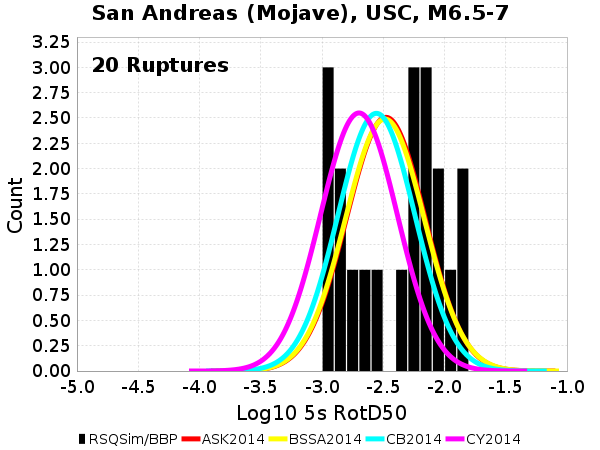 San Andreas (Mojave), USC, M6.5-7
20 Ruptures
3.25
3.00
2.75
2.50
2.25
2.00
1.75
1.50
1.25
1.00
0.75
0.50
0.25
0.00
Count
-5.0 -4.5 -4.0 -3.5 -3.0 -2.5 -2.0 -1.5 -1.0
Log10 5s RotD50
RSQSim/BBP ASK2014 BSSA2014 CB2014 CY2014